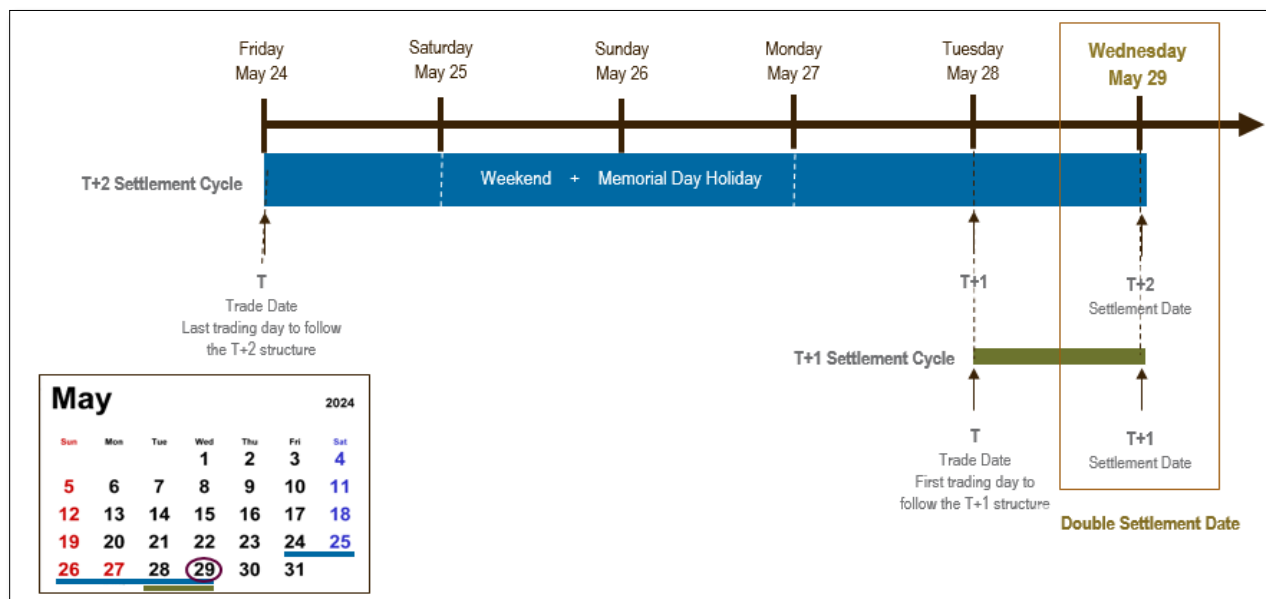 Friday
May 24
Saturday
May 25
Sunday
May 26
Monday
May 27
Tuesday
May 28
Wednesday
May 29
T+2 Settlement Cycle
Weekend + Memorial Day Holiday
T
Trade Date
Last trading day to follow
the T+2 structure
T+1
T+2
Settlement Date
T+1 Settlement Cycle
T
Trade Date
First trading day to
follow the T+1 structure
T+1
Settlement Date
Double Settlement Date
May 2024
Sun Mon Tue Wed Thu Fri Sat
1 2 3 4
5 6 7 8 9 10 11
12 13 14 15 16 17 18
19 20 21 22 23 24 25
26 27 28 29 30 31